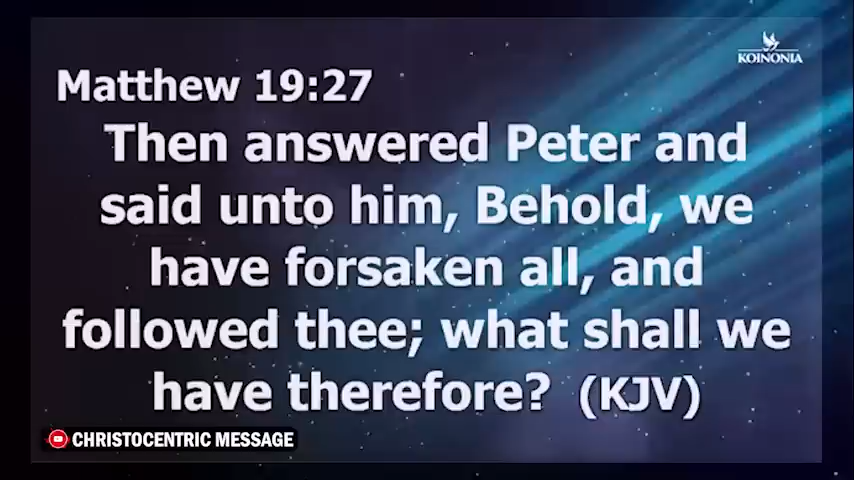 KOINONIA
Matthew 19:27
Then answered Peter and
said unto him, Behold, we
have forsaken all, and
followed thee; what shall we
have therefore? (KJV)
CHRISTOCENTRIC MESSAGE